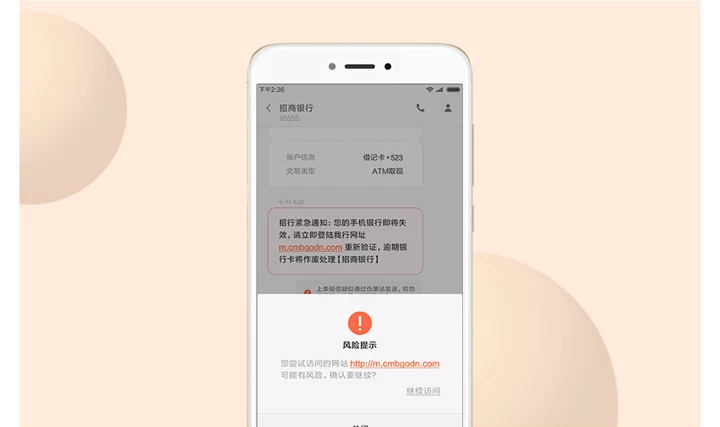 下午2:36
招商银行
95555
账户信息 借记卡*523
交易类型 ATM取现
9-14 8:26
招行紧急通知：您的手机银行即将失
效，请立即登陆我行网址
m.cmbgodn.com 重新验证，逾期银
行卡将作废处理【招商银行】
上条短信疑似通过伪基站发送，切勿
风险提示
您尝试访问的网站 http://m.cmbgodn.com
可能有风险，确认要继续？
继续访问